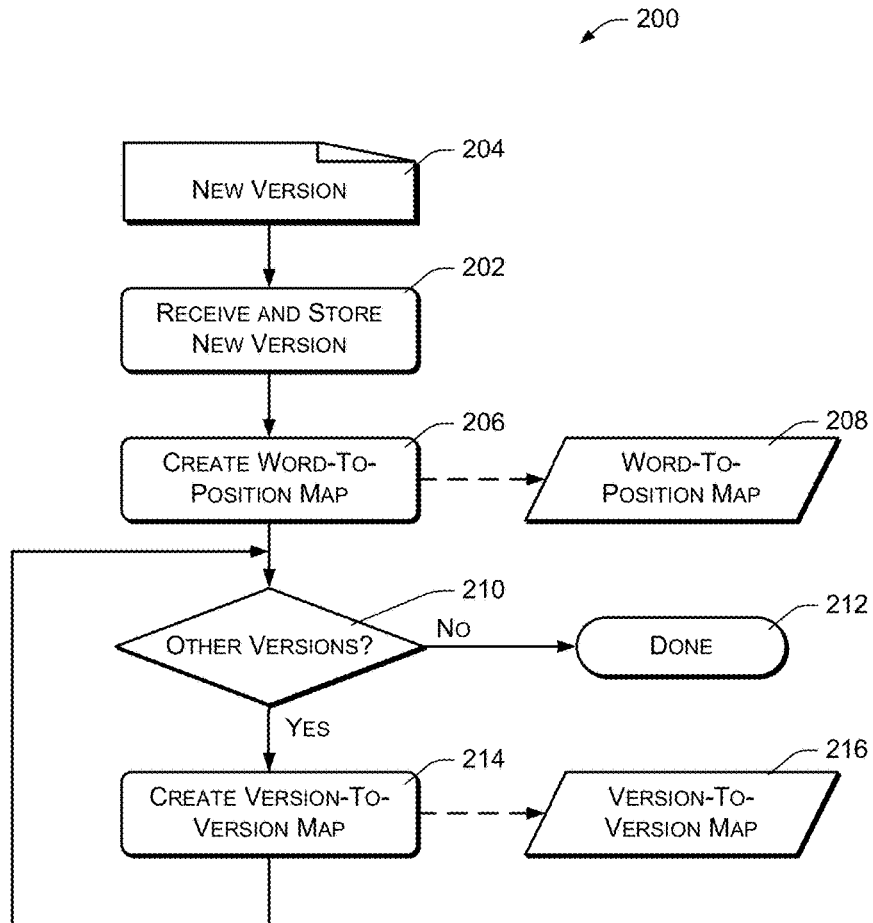 200
204
NEW VERSION
202
RECEIVE AND STORE
NEW VERSION
206
CREATE WORD-TO-
POSITION MAP
208
WORD-TO-
POSITION MAP
210
OTHER VERSIONS?
NO
212
DONE
YES
214
CREATE VERSION-TO-
VERSION MAP
216
VERSION-TO-
VERSION MAP